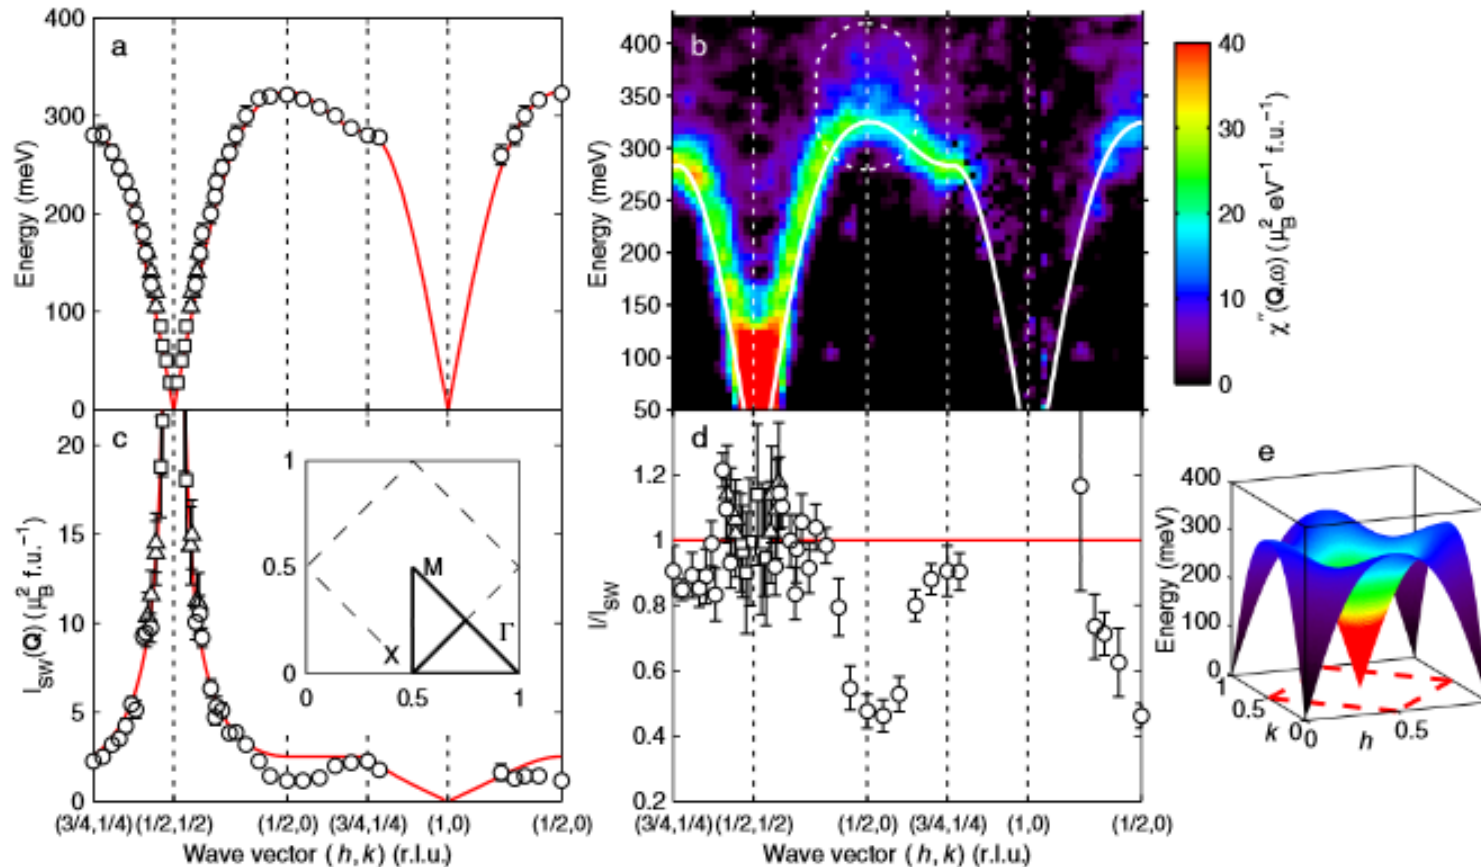 a
400
300
200
100
0
Energy (meV)
b
400
350
300
250
200
150
100
50
Energy (meV)
40
30
20
10
0
χ″(Q,ω) (μ_B² eV⁻¹ f.u.⁻¹)
c
20
15
10
5
0
I_SW(Q) (μ_B² f.u.⁻¹)
1
0.5
0
M
Γ
X
0 0.5 1
(3/4,1/4) (1/2,1/2) (1/2,0) (3/4,1/4) (1,0) (1/2,0)
Wave vector (h,k) (r.l.u.)
d
1.2
1
0.8
0.6
0.4
0.2
I/I_SW
(3/4,1/4) (1/2,1/2) (1/2,0) (3/4,1/4) (1,0) (1/2,0)
Wave vector (h,k) (r.l.u.)
e
400
300
200
100
0
Energy (meV)
1
0.5
0
k
0
h
0.5